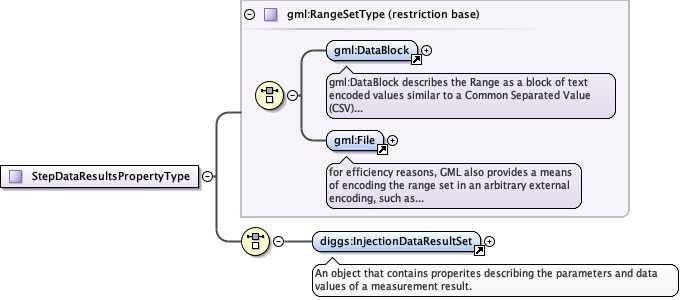 gml:RangeSetType (restriction base)
gml:DataBlock
gml:DataBlock describes the Range as a block of text
encoded values similar to a Common Separated Value
(CSV)...
gml:File
for efficiency reasons, GML also provides a means
of encoding the range set in an arbitrary external
encoding, such as...
StepDataResultsPropertyType
diggs:InjectionDataResultSet
An object that contains properites describing the parameters and data
values of a measurement result.